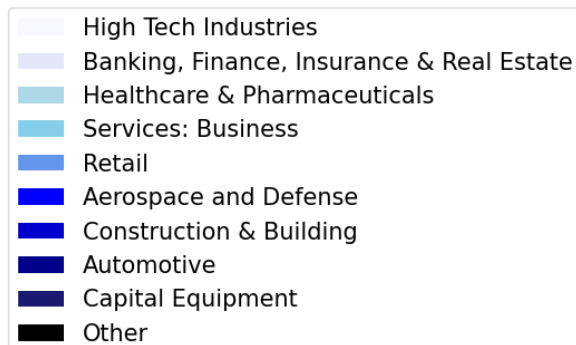 High Tech Industries
Banking, Finance, Insurance & Real Estate
Healthcare & Pharmaceuticals
Services: Business
Retail
Aerospace and Defense
Construction & Building
Automotive
Capital Equipment
Other